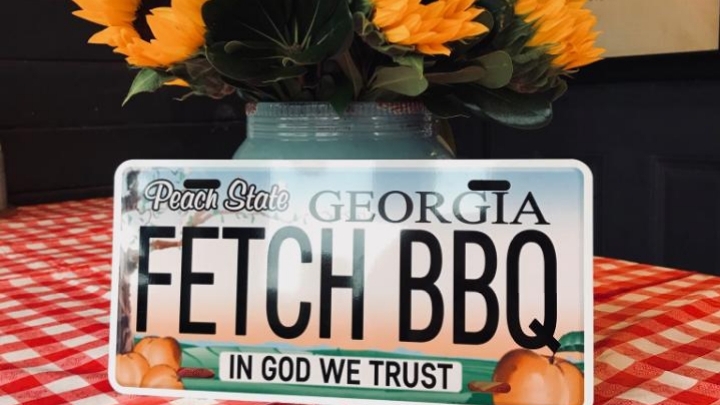 Peach State GEORGIA
FETCH BBQ
IN GOD WE TRUST